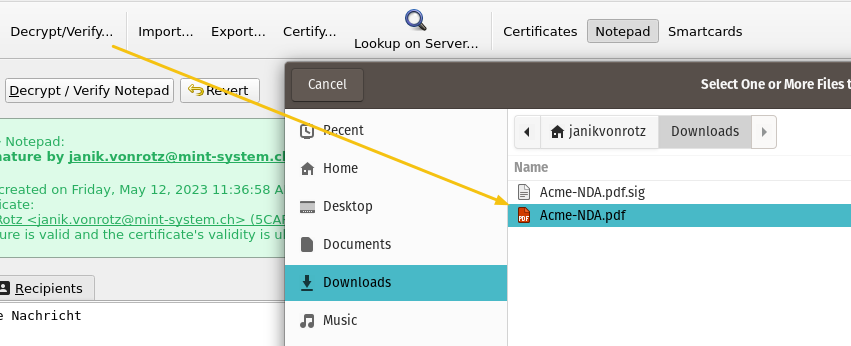 Decrypt/Verify...
Import...
Export...
Certify...
Lookup on Server...
Certificates
Notepad
Smartcards
Decrypt / Verify Notepad
Revert
Notepad:
nature by janik.vonrotz@mint-system.ch
created on Friday, May 12, 2023 11:36:58 A
icate:
Rotz <janik.vonrotz@mint-system.ch> (5CA
ure is valid and the certificate's validity is ul
Recipients
e Nachricht
Cancel
Select One or More Files t
Recent
Home
Desktop
Documents
Downloads
Music
janikvonrotz
Downloads
Name
Acme-NDA.pdf.sig
Acme-NDA.pdf